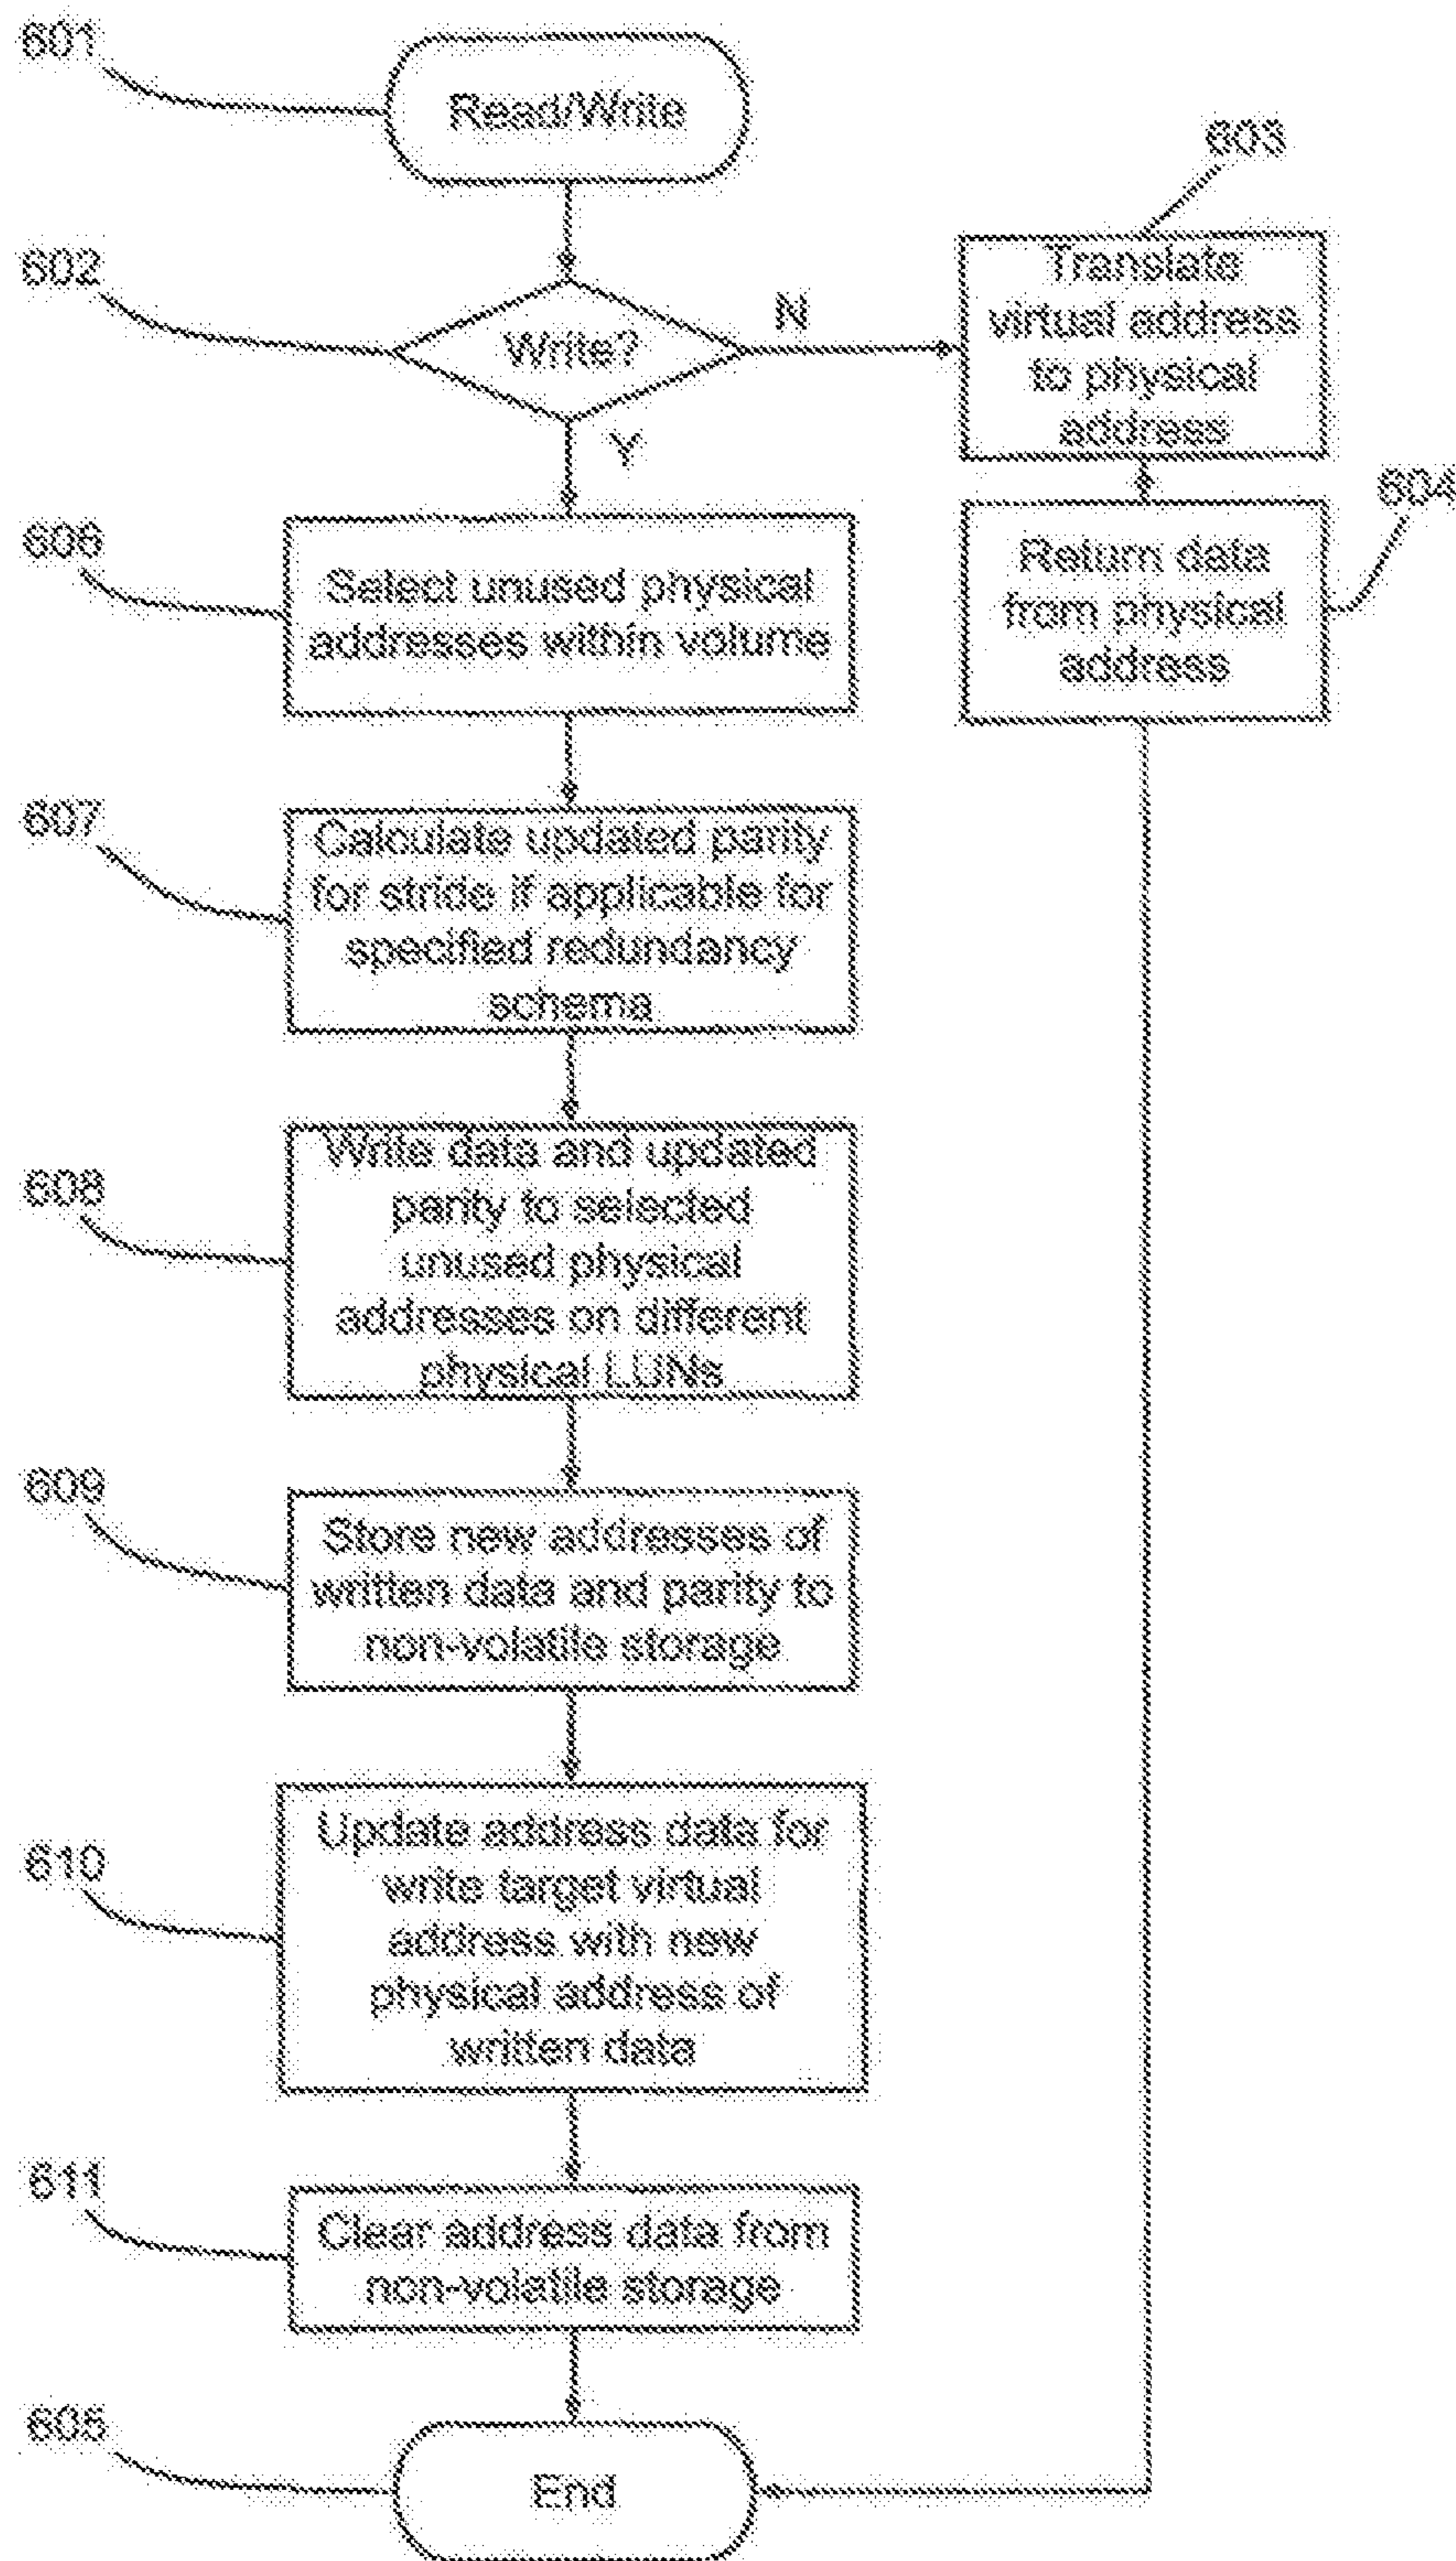 601
Read/Write
603
602
Write?
N
Translate
virtual address
to physical
address
Y
604
606
Select unused physical
addresses within volume
Return data
from physical
address
607
Calculate updated parity
for stride if applicable for
specified redundancy
schema
608
Write data and updated
parity to selected
unused physical
addresses on different
physical LUNs
609
Store new addresses of
written data and parity to
non-volatile storage
610
Update address data for
write target virtual
address with new
physical address of
written data
611
Clear address data from
non-volatile storage
605
End